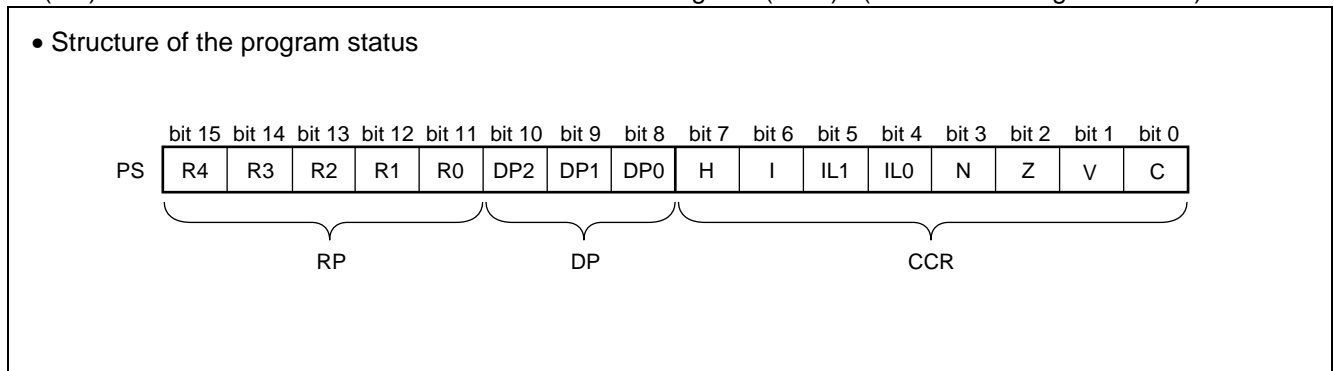 • Structure of the program status
bit 15 bit 14 bit 13 bit 12 bit 11 bit 10 bit 9 bit 8 bit 7 bit 6 bit 5 bit 4 bit 3 bit 2 bit 1 bit 0
PS R4 R3 R2 R1 R0 DP2 DP1 DP0 H I IL1 IL0 N Z V C
RP DP CCR